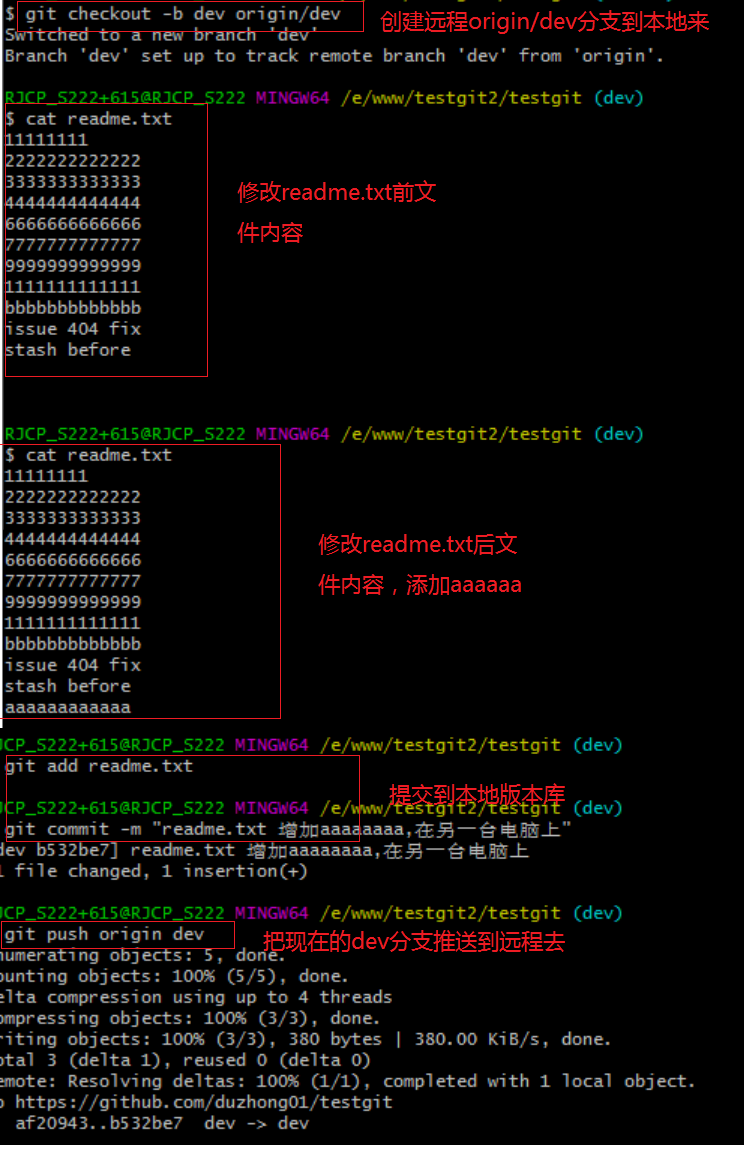 $ git checkout -b dev origin/dev 创建远程origin/dev分支到本地来
Switched to a new branch 'dev'
Branch 'dev' set up to track remote branch 'dev' from 'origin'.
RJCP_S222+615@RJCP_S222 MINGW64 /e/www/testgit2/testgit (dev)
$ cat readme.txt
11111111
2222222222222
3333333333333
4444444444444
6666666666666
7777777777777
9999999999999
1111111111111
bbbbbbbbbbbbb
issue 404 fix
stash before
修改readme.txt前文
件内容
RJCP_S222+615@RJCP_S222 MINGW64 /e/www/testgit2/testgit (dev)
$ cat readme.txt
11111111
2222222222222
3333333333333
4444444444444
6666666666666
7777777777777
9999999999999
1111111111111
bbbbbbbbbbbbb
issue 404 fix
stash before
aaaaaaaaaaaa
修改readme.txt后文
件内容，添加aaaaaa
JCP_S222+615@RJCP_S222 MINGW64 /e/www/testgit2/testgit (dev)
git add readme.txt
提交到本地版本库
JCP_S222+615@RJCP_S222 MINGW64 /e/www/testgit2/testgit (dev)
git commit -m "readme.txt 增加aaaaaaaa,在另一台电脑上"
dev b532be7] readme.txt 增加aaaaaaaa,在另一台电脑上
1 file changed, 1 insertion(+)
JCP_S222+615@RJCP_S222 MINGW64 /e/www/testgit2/testgit (dev)
git push origin dev 把现在的dev分支推送到远程去
numerating objects: 5, done.
ounting objects: 100% (5/5), done.
elta compression using up to 4 threads
ompressing objects: 100% (3/3), done.
riting objects: 100% (3/3), 380 bytes | 380.00 KiB/s, done.
otal 3 (delta 1), reused 0 (delta 0)
emote: Resolving deltas: 100% (1/1), completed with 1 local object.
o https://github.com/duzhong01/testgit
af20943..b532be7 dev -> dev